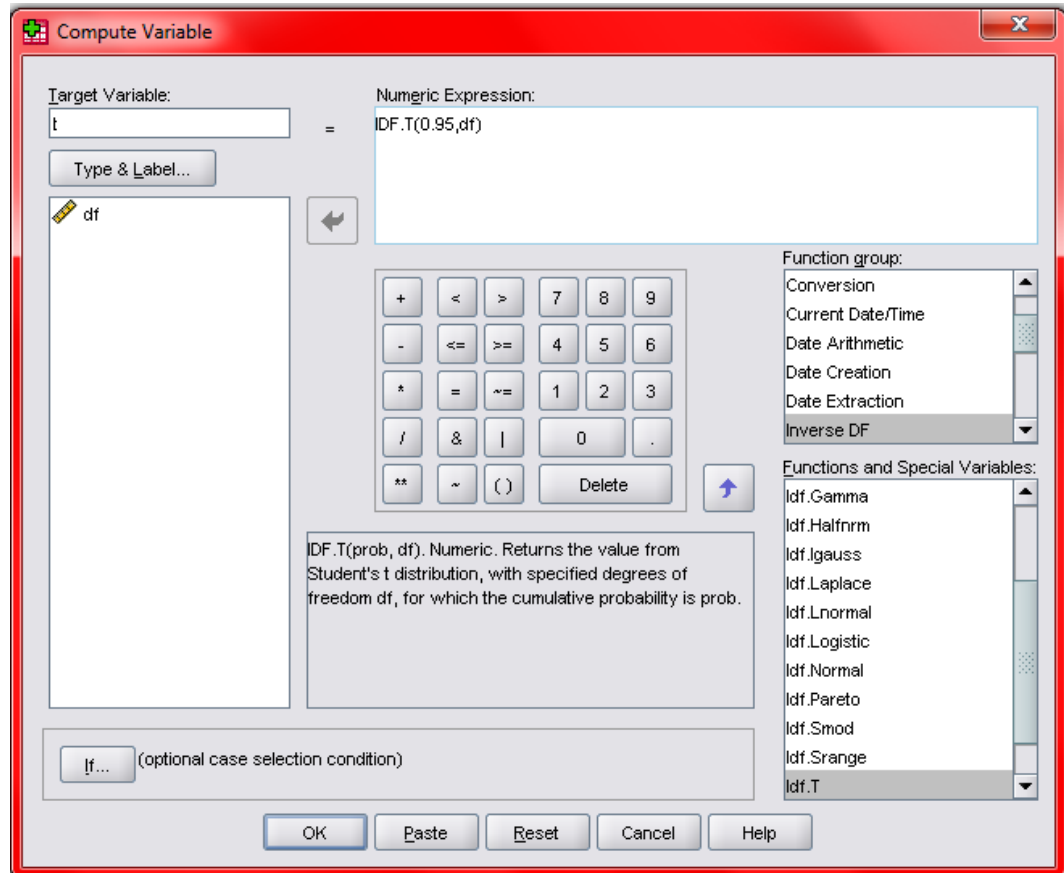 Compute Variable
x
Target Variable:
t
=
Numeric Expression:
IDF.T(0.95,df)
Type & Label...
df
+ < > 7 8 9
- <= >= 4 5 6
* = ~= 1 2 3
/ & | 0 .
** ~ ( ) Delete
Function group:
Conversion
Current Date/Time
Date Arithmetic
Date Creation
Date Extraction
Inverse DF
IDF.T(prob, df). Numeric. Returns the value from
Student's t distribution, with specified degrees of
freedom df, for which the cumulative probability is prob.
Functions and Special Variables:
Idf.Gamma
Idf.Halfnrm
Idf.Igauss
Idf.Laplace
Idf.Lnormal
Idf.Logistic
Idf.Normal
Idf.Pareto
Idf.Smod
Idf.Srange
Idf.T
If... (optional case selection condition)
OK Paste Reset Cancel Help